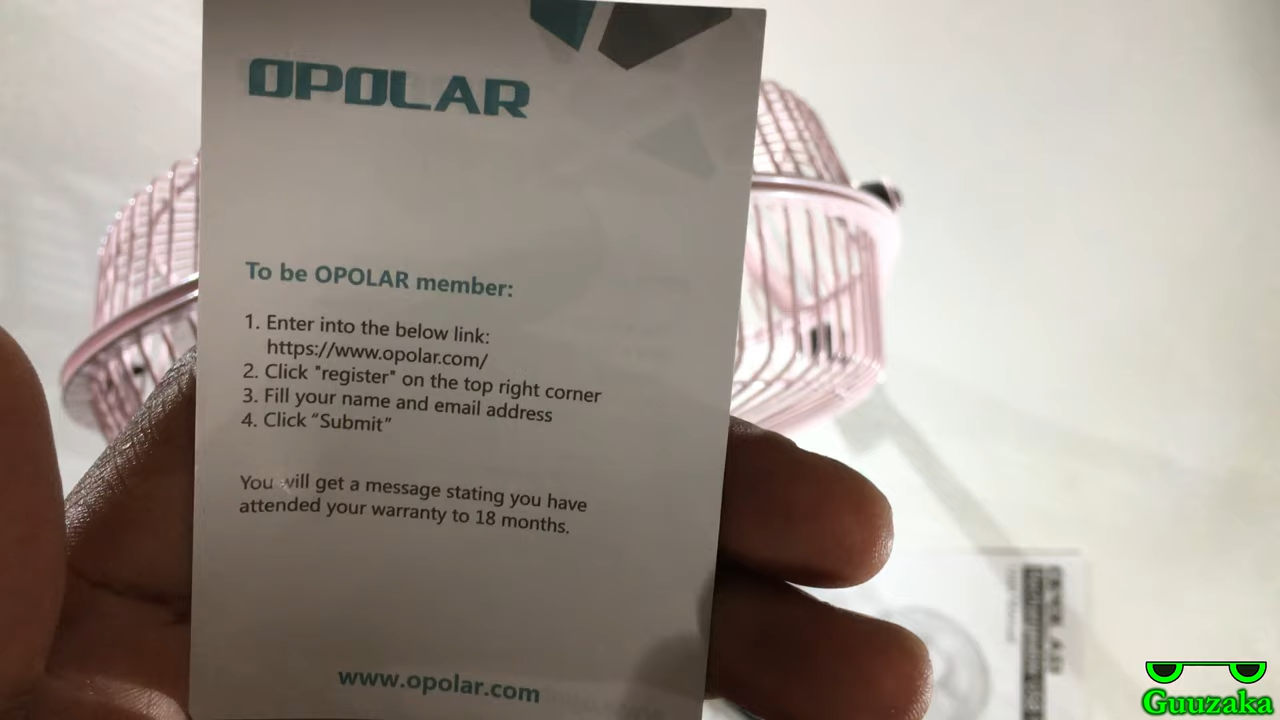 OPOLAR
To be OPOLAR member:
1. Enter into the below link:
https://www.opolar.com/
2. Click "register" on the top right corner
3. Fill your name and email address
4. Click “Submit”
You will get a message stating you have
attended your warranty to 18 months.
www.opolar.com
Guuzaka